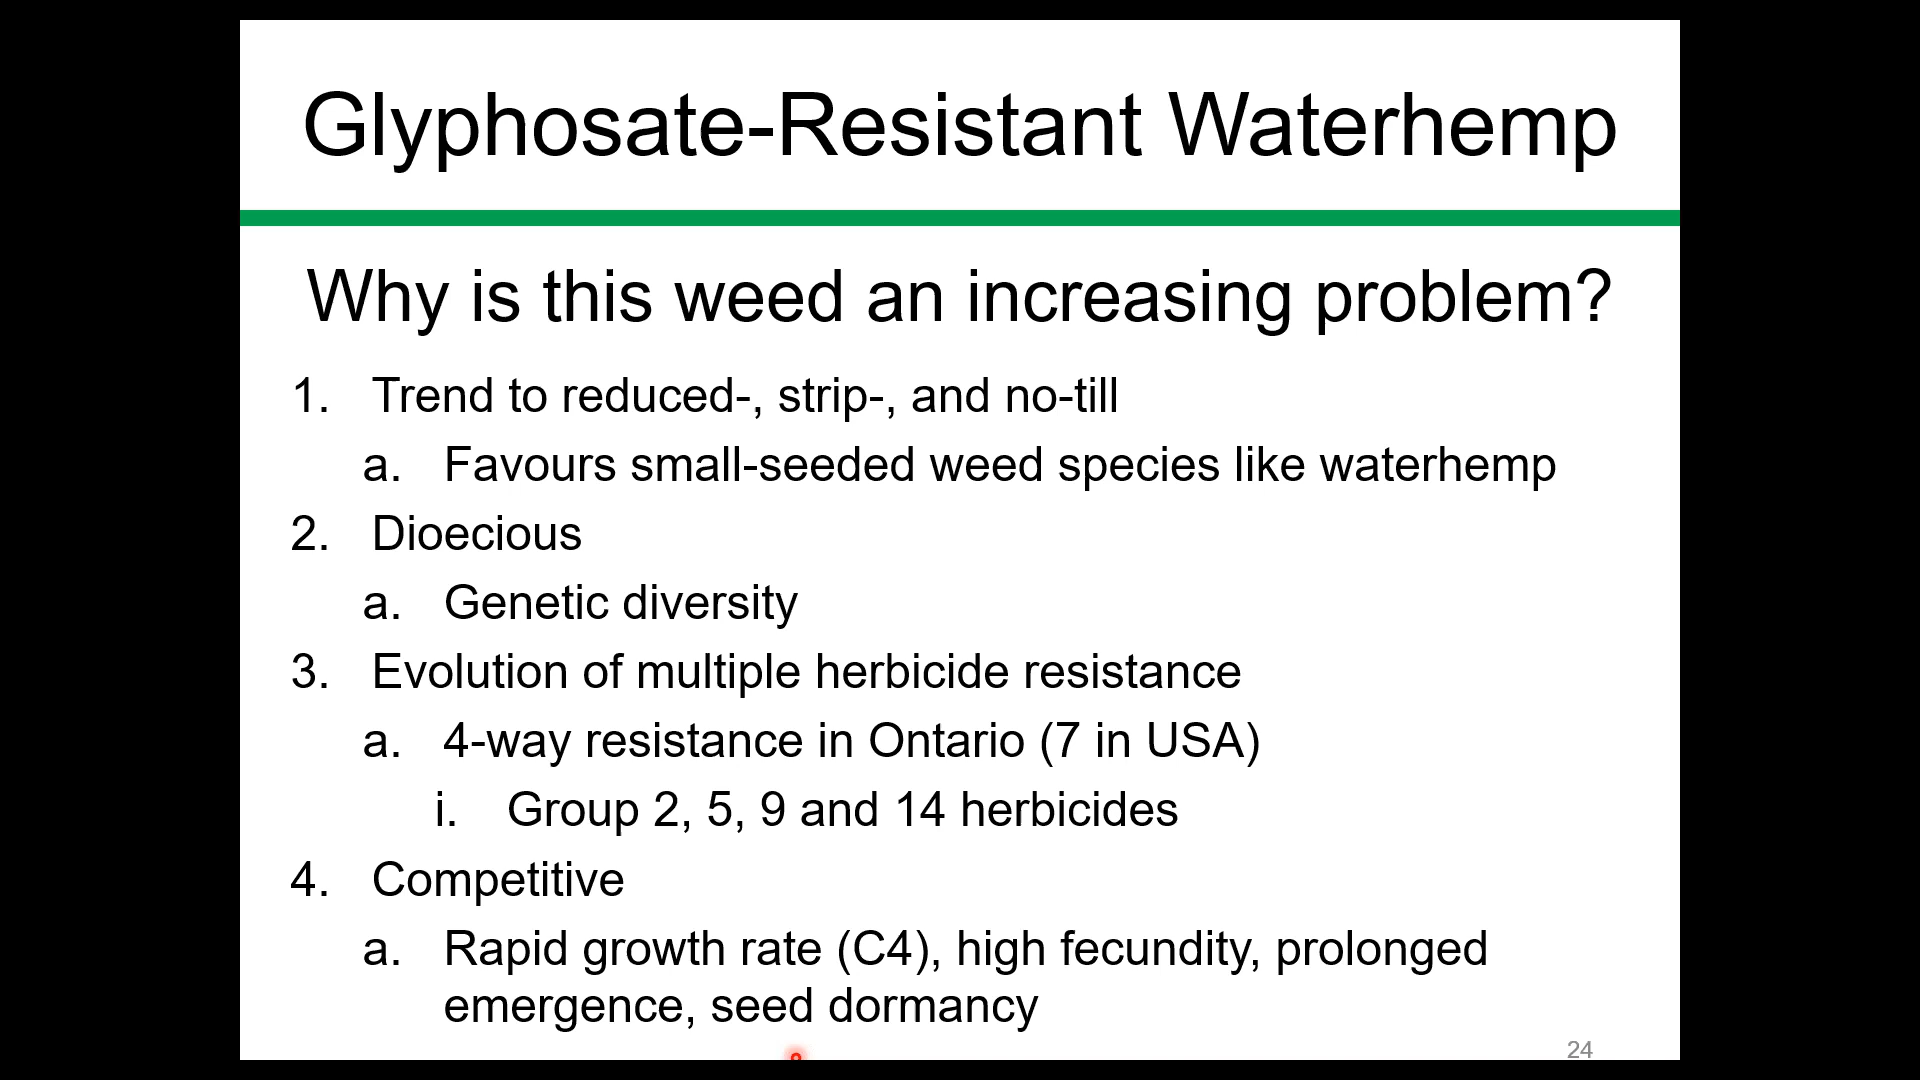 Glyphosate-Resistant Waterhemp
Why is this weed an increasing problem?
1. Trend to reduced-, strip-, and no-till
a. Favours small-seeded weed species like waterhemp
2. Dioecious
a. Genetic diversity
3. Evolution of multiple herbicide resistance
a. 4-way resistance in Ontario (7 in USA)
i. Group 2, 5, 9 and 14 herbicides
4. Competitive
a. Rapid growth rate (C4), high fecundity, prolonged
emergence, seed dormancy
24